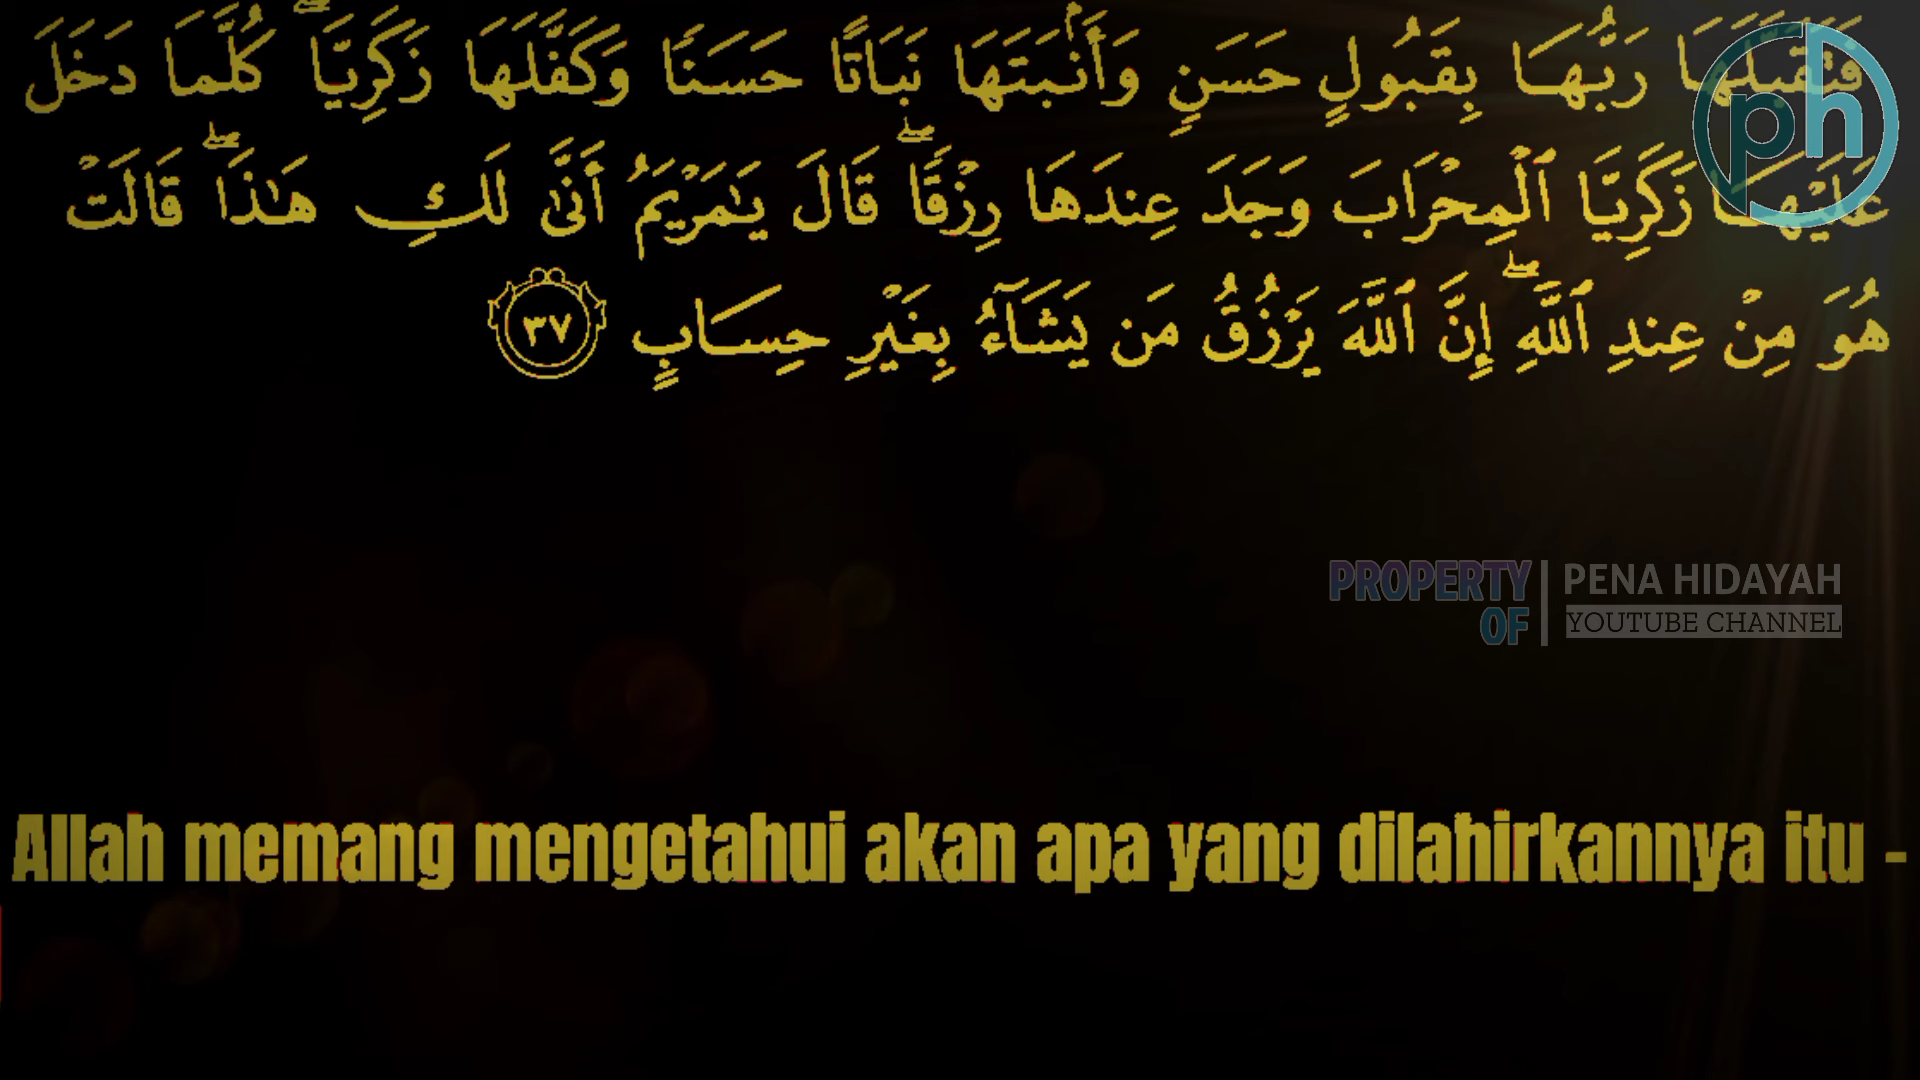 فَتَقَبَّلَهَا رَبُّهَا بِقَبُولٍ حَسَنٍ وَأَنۢبَتَهَا نَبَاتًا حَسَنًا وَكَفَّلَهَا زَكَرِيَّا ۖ كُلَّمَا دَخَلَ
عَلَيْهَا زَكَرِيَّا ٱلْمِحْرَابَ وَجَدَ عِندَهَا رِزْقًا ۖ قَالَ يَـٰمَرْيَمُ أَنَّىٰ لَكِ هَـٰذَا ۖ قَالَتْ
هُوَ مِنْ عِندِ ٱللَّهِ ۖ إِنَّ ٱللَّهَ يَرْزُقُ مَن يَشَآءُ بِغَيْرِ حِسَابٍ ٣٧
ph
PROPERTY OF
PENA HIDAYAH
YOUTUBE CHANNEL
Allah memang mengetahui akan apa yang dilahirkannya itu -